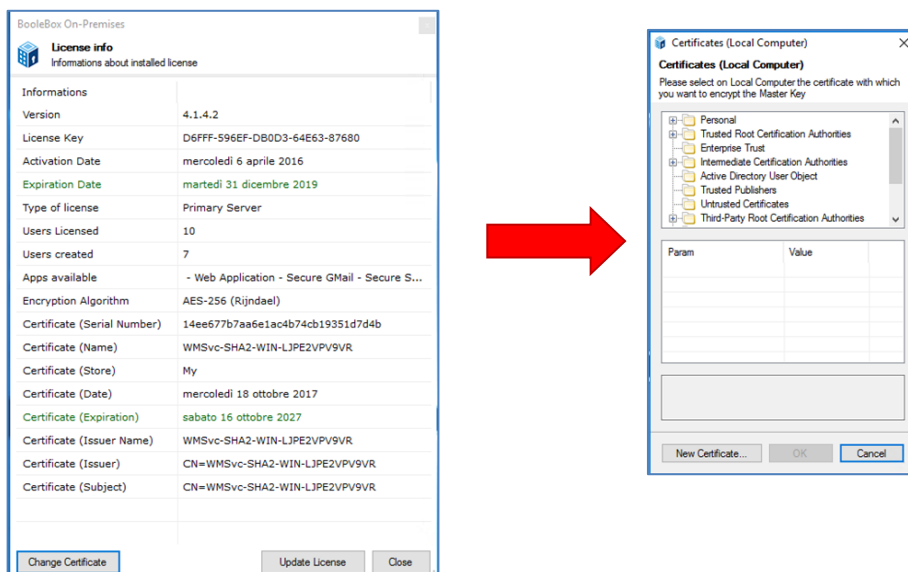 BooleBox On-Premises
License info
Informations about installed license
Informations
Version 4.1.4.2
License Key D6FFF-596EF-DB0D3-64E63-87680
Activation Date mercoledì 6 aprile 2016
Expiration Date martedì 31 dicembre 2019
Type of license Primary Server
Users Licensed 10
Users created 7
Apps available - Web Application - Secure GMail - Secure S...
Encryption Algorithm AES-256 (Rijndael)
Certificate (Serial Number) 14ee677b7aa6e1ac4b74cb19351d7d4b
Certificate (Name) WMSvc-SHA2-WIN-LJPE2VPV9VR
Certificate (Store) My
Certificate (Date) mercoledì 18 ottobre 2017
Certificate (Expiration) sabato 16 ottobre 2027
Certificate (Issuer Name) WMSvc-SHA2-WIN-LJPE2VPV9VR
Certificate (Issuer) CN=WMSvc-SHA2-WIN-LJPE2VPV9VR
Certificate (Subject) CN=WMSvc-SHA2-WIN-LJPE2VPV9VR
Change Certificate Update License Close
Certificates (Local Computer)
Certificates (Local Computer)
Please select on Local Computer the certificate with which
you want to encrypt the Master Key
Personal
Trusted Root Certification Authorities
Enterprise Trust
Intermediate Certification Authorities
Active Directory User Object
Trusted Publishers
Untrusted Certificates
Third-Party Root Certification Authorities
Param Value
New Certificate... OK Cancel